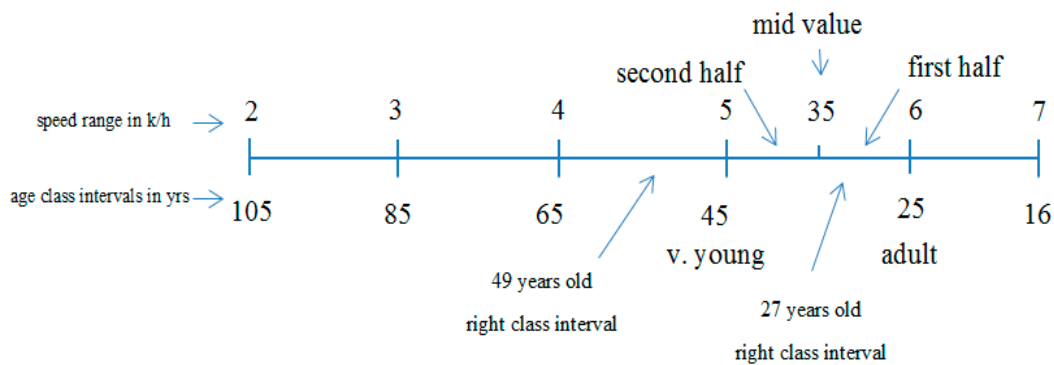 mid value
second half
first half
speed range in k/h
2 3 4 5 35 6 7
age class intervals in yrs
105 85 65 45 25 16
v. young adult
49 years old
right class interval
27 years old
right class interval